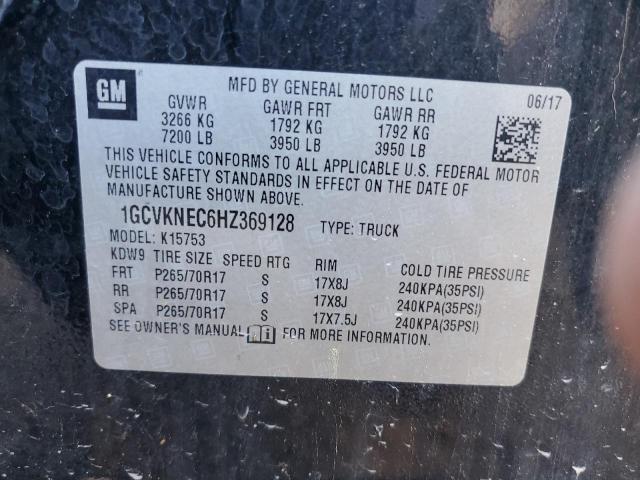 GM
MFD BY GENERAL MOTORS LLC 06/17
GVWR GAWR FRT GAWR RR
3266 KG 1792 KG 1792 KG
7200 LB 3950 LB 3950 LB
THIS VEHICLE CONFORMS TO ALL APPLICABLE U.S. FEDERAL MOTOR
VEHICLE SAFETY STANDARDS IN EFFECT ON THE DATE OF
MANUFACTURE SHOWN ABOVE.
1GCVKNEC6HZ369128 TYPE: TRUCK
MODEL: K15753
KDW9 TIRE SIZE SPEED RTG RIM COLD TIRE PRESSURE
FRT P265/70R17 S 17X8J 240KPA(35PSI)
RR P265/70R17 S 17X8J 240KPA(35PSI)
SPA P265/70R17 S 17X7.5J 240KPA(35PSI)
SEE OWNER'S MANUAL i FOR MORE INFORMATION.